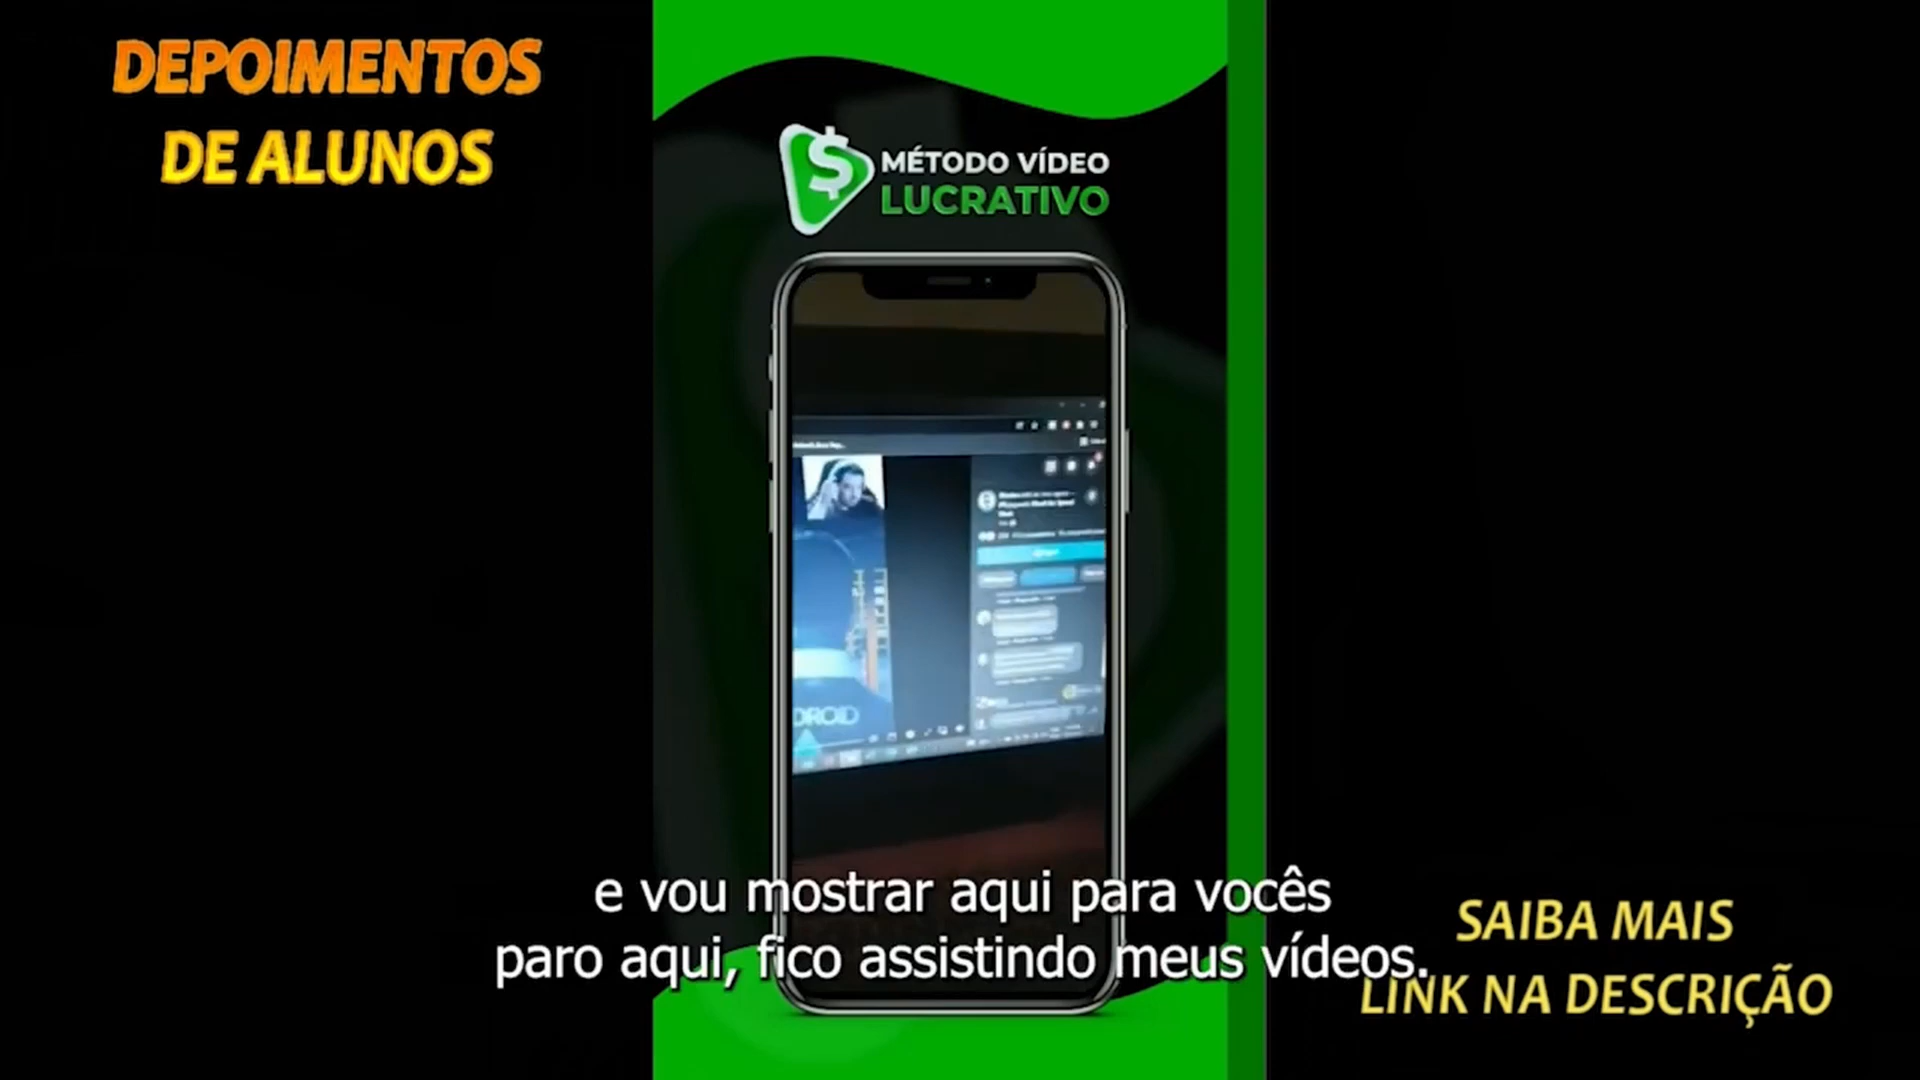 DEPOIMENTOS
DE ALUNOS
MÉTODO VÍDEO
LUCRATIVO
DROID
e vou mostrar aqui para vocês
paro aqui, fico assistindo meus vídeos.
SAIBA MAIS
LINK NA DESCRIÇÃO